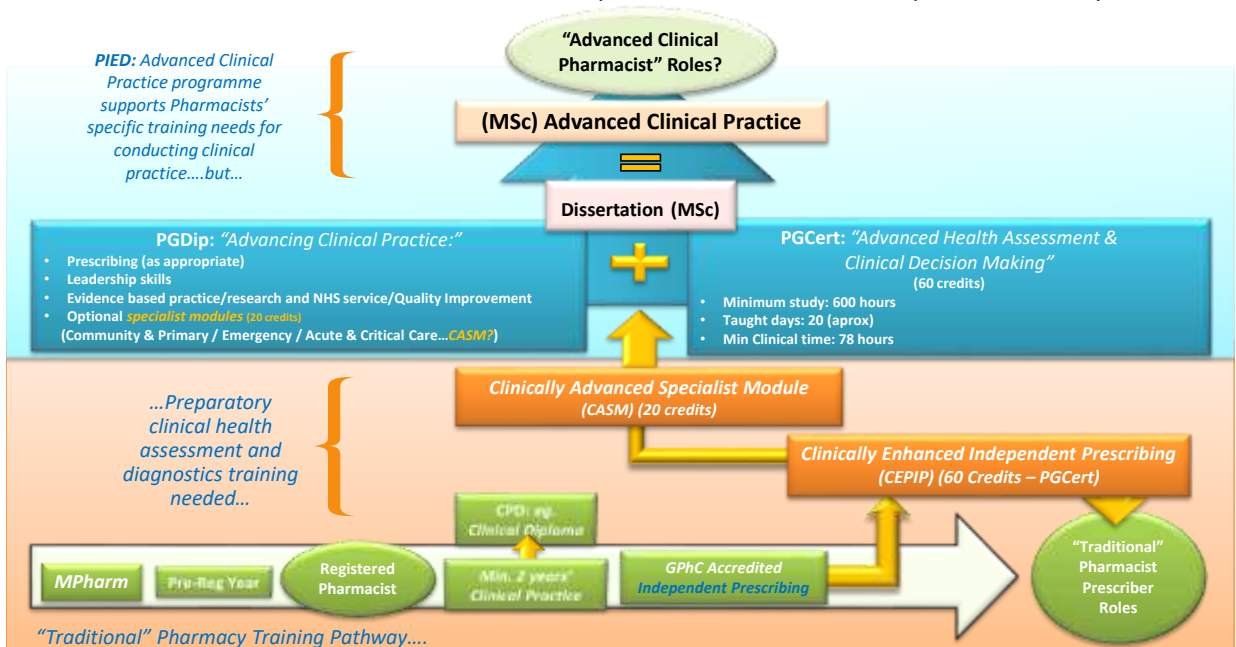 “Advanced Clinical
Pharmacist” Roles?
PIED: Advanced Clinical
Practice programme
supports Pharmacists’
specific training needs for
conducting clinical
practice….but…
(MSc) Advanced Clinical Practice
Dissertation (MSc)
PGDip: “Advancing Clinical Practice:”
• Prescribing (as appropriate)
• Leadership skills
• Evidence based practice/research and NHS service/Quality Improvement
• Optional specialist modules (20 credits)
(Community & Primary / Emergency / Acute & Critical Care…CASM?)
PGCert: “Advanced Health Assessment &
Clinical Decision Making”
(60 credits)
• Minimum study: 600 hours
• Taught days: 20 (aprox)
• Min Clinical time: 78 hours
…Preparatory
clinical health
assessment and
diagnostics training
needed…
Clinically Advanced Specialist Module
(CASM) (20 credits)
Clinically Enhanced Independent Prescribing
(CEPIP) (60 Credits – PGCert)
CPD: eg.
Clinical Diploma
MPharm
Pre-Reg Year
Registered
Pharmacist
Min. 2 years’
Clinical Practice
GPhC Accredited
Independent Prescribing
“Traditional”
Pharmacist
Prescriber
Roles
“Traditional” Pharmacy Training Pathway….